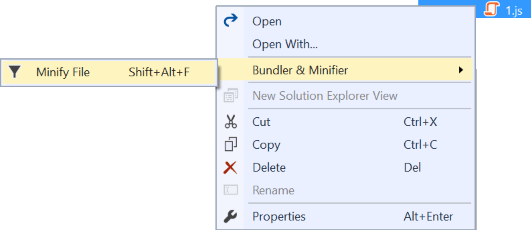 1.js
Open
Open With...
Bundler & Minifier
Minify File Shift+Alt+F
New Solution Explorer View
Cut Ctrl+X
Copy Ctrl+C
Delete Del
Rename
Properties Alt+Enter